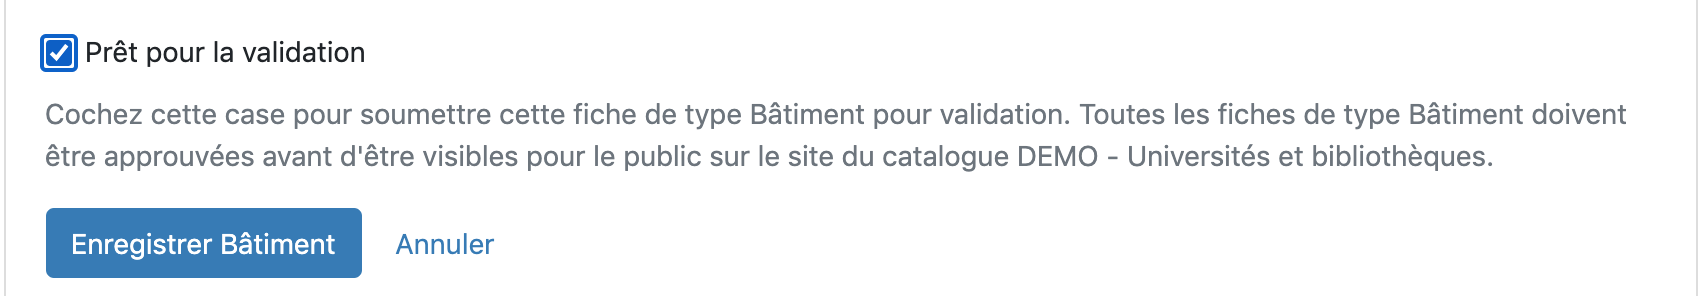 Prêt pour la validation
Cochez cette case pour soumettre cette fiche de type Bâtiment pour validation. Toutes les fiches de type Bâtiment doivent
être approuvées avant d'être visibles pour le public sur le site du catalogue DEMO - Universités et bibliothèques.
Enregistrer Bâtiment Annuler